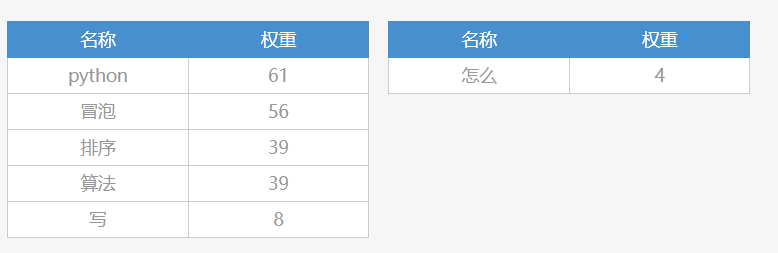 名称 权重 名称 权重
python 61 怎么 4
冒泡 56
排序 39
算法 39
写 8